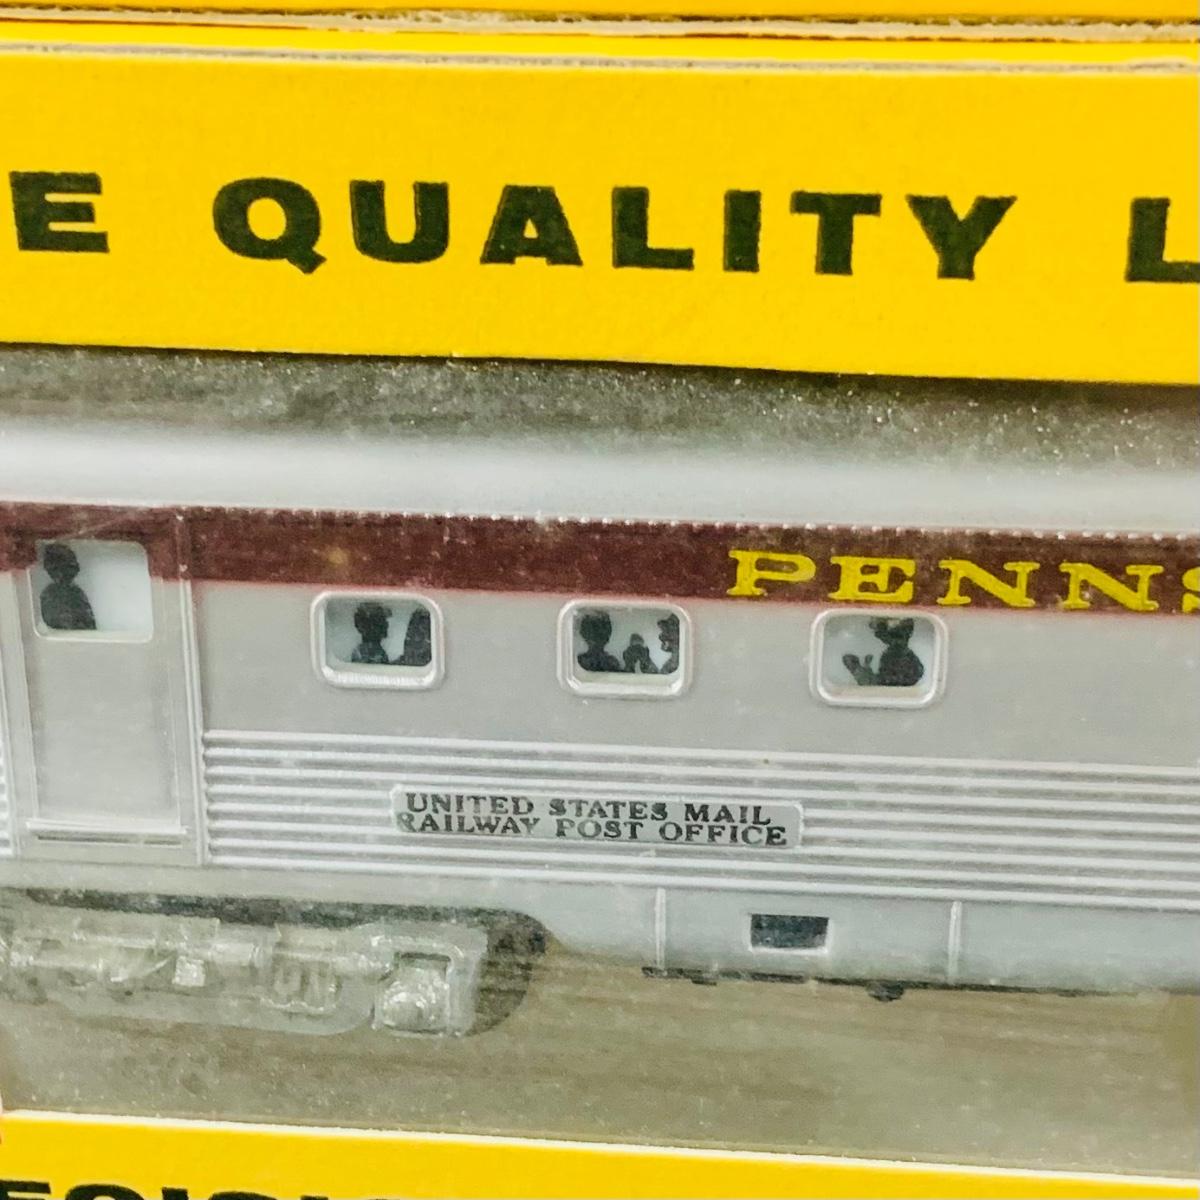 E QUALITY L
PENNS
UNITED STATES MAIL
RAILWAY POST OFFICE